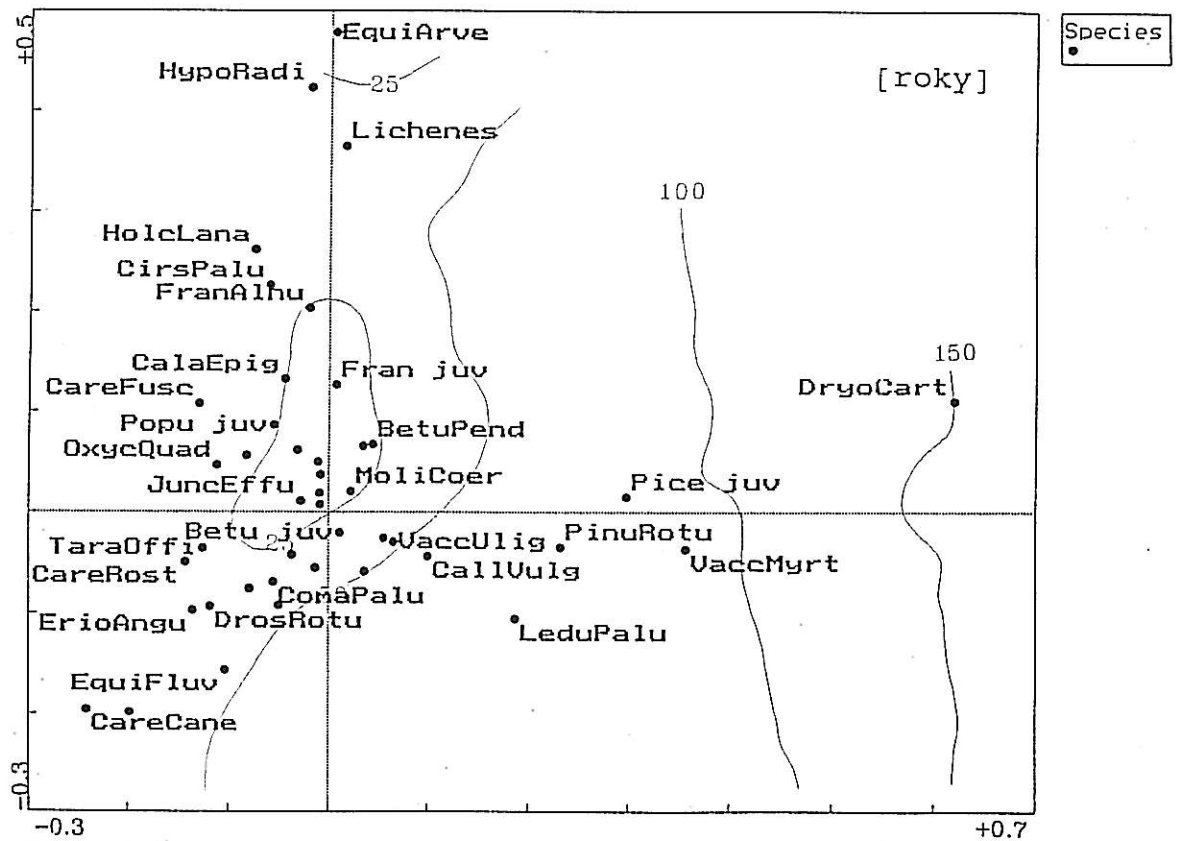 +0.5
EquiArve
Species
HypoRadi
25
[roky]
Lichenes
100
HolcLana
CirsPalu
FranAlnu
150
CalaEpig
Fran juv
CareFusc
DryoCart
Popu juv
BetuPend
OxycQuad
MoliCoer
JuncEffu
Pice juv
Betu juv
VaccUlig
PinuRotu
TaraOffi
CallVulg
VaccMyrt
CareRost
ComaPalu
ErioAngu
DrosRotu
LeduPalu
EquiFluv
CareCane
-0.3
-0.3
+0.7